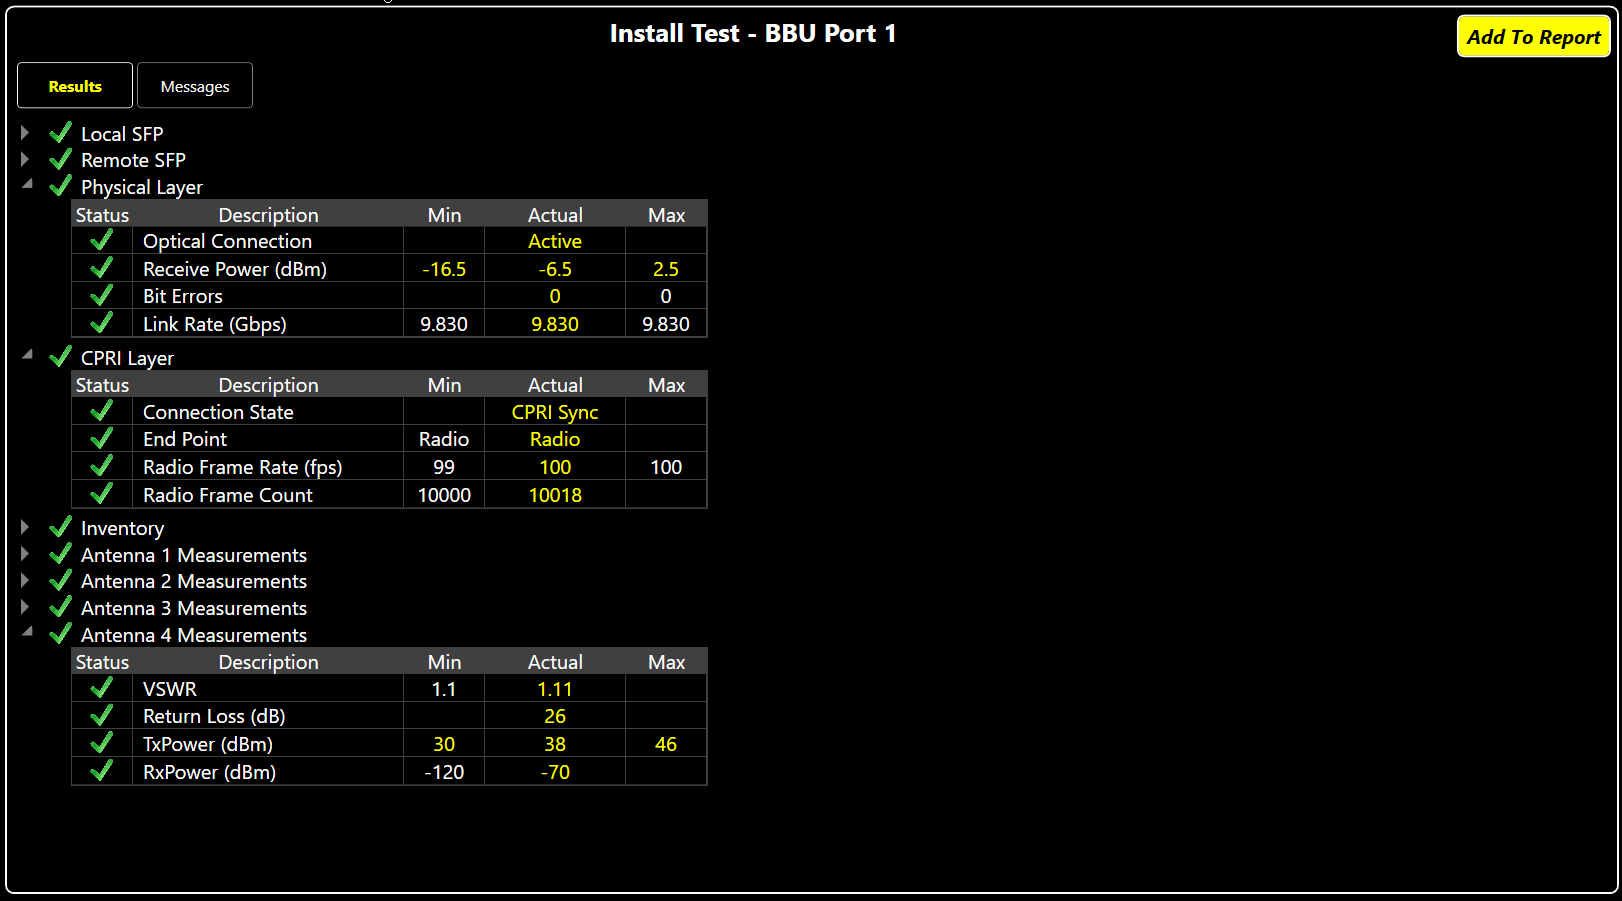 Install Test - BBU Port 1
Add To Report
Results Messages
Local SFP
Remote SFP
Physical Layer
Status Description Min Actual Max
Optical Connection Active
Receive Power (dBm) -16.5 -6.5 2.5
Bit Errors 0 0
Link Rate (Gbps) 9.830 9.830 9.830
CPRI Layer
Status Description Min Actual Max
Connection State CPRI Sync
End Point Radio Radio
Radio Frame Rate (fps) 99 100 100
Radio Frame Count 10000 10018
Inventory
Antenna 1 Measurements
Antenna 2 Measurements
Antenna 3 Measurements
Antenna 4 Measurements
Status Description Min Actual Max
VSWR 1.1 1.11
Return Loss (dB) 26
TxPower (dBm) 30 38 46
RxPower (dBm) -120 -70